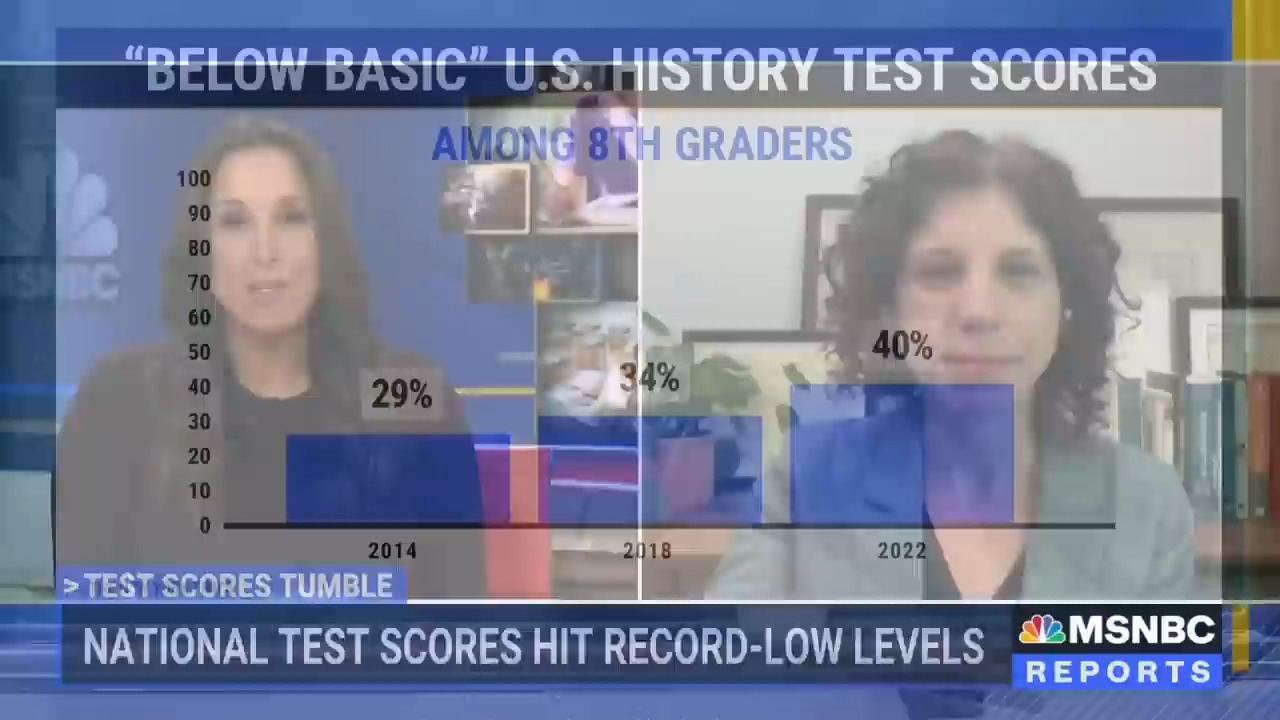 “BELOW BASIC” U.S. HISTORY TEST SCORES
AMONG 8TH GRADERS
100
90
80
70
60
50
40
30
20
10
0
29%
34%
40%
2014
2018
2022
MSNBC
> TEST SCORES TUMBLE
NATIONAL TEST SCORES HIT RECORD-LOW LEVELS
MSNBC
REPORTS